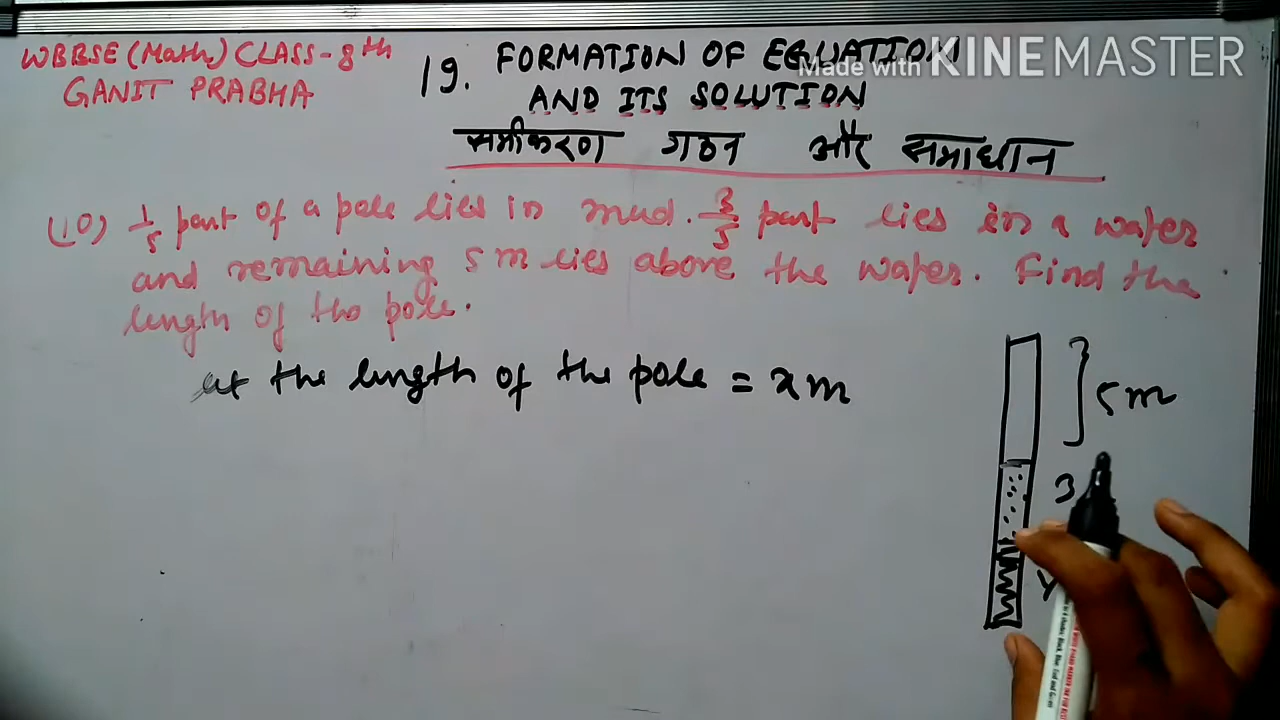 WBBSE (Math) CLASS-8th
GANIT PRABHA
19. FORMATION OF EQUATION
AND ITS SOLUTION
Made with KINEMASTER
समीकरण गठन और समाधान
(10) 1/5 part of a pole lies in mud. 3/5 part lies in a water
and remaining 5 m lies above the water. Find the
length of the pole.
let the length of the pole = x m
5 m
3